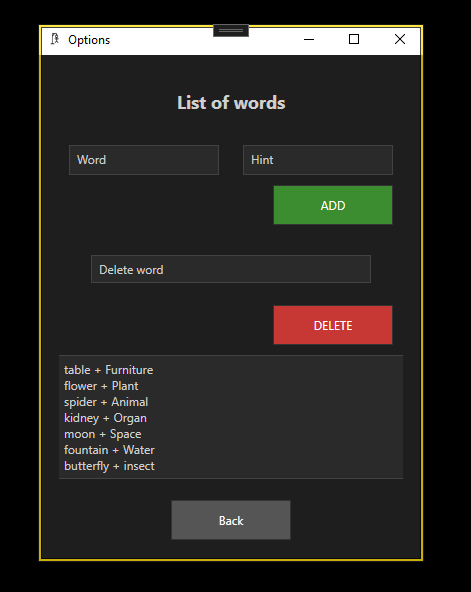 Options
List of words
Word Hint
ADD
Delete word
DELETE
table + Furniture
flower + Plant
spider + Animal
kidney + Organ
moon + Space
fountain + Water
butterfly + insect
Back